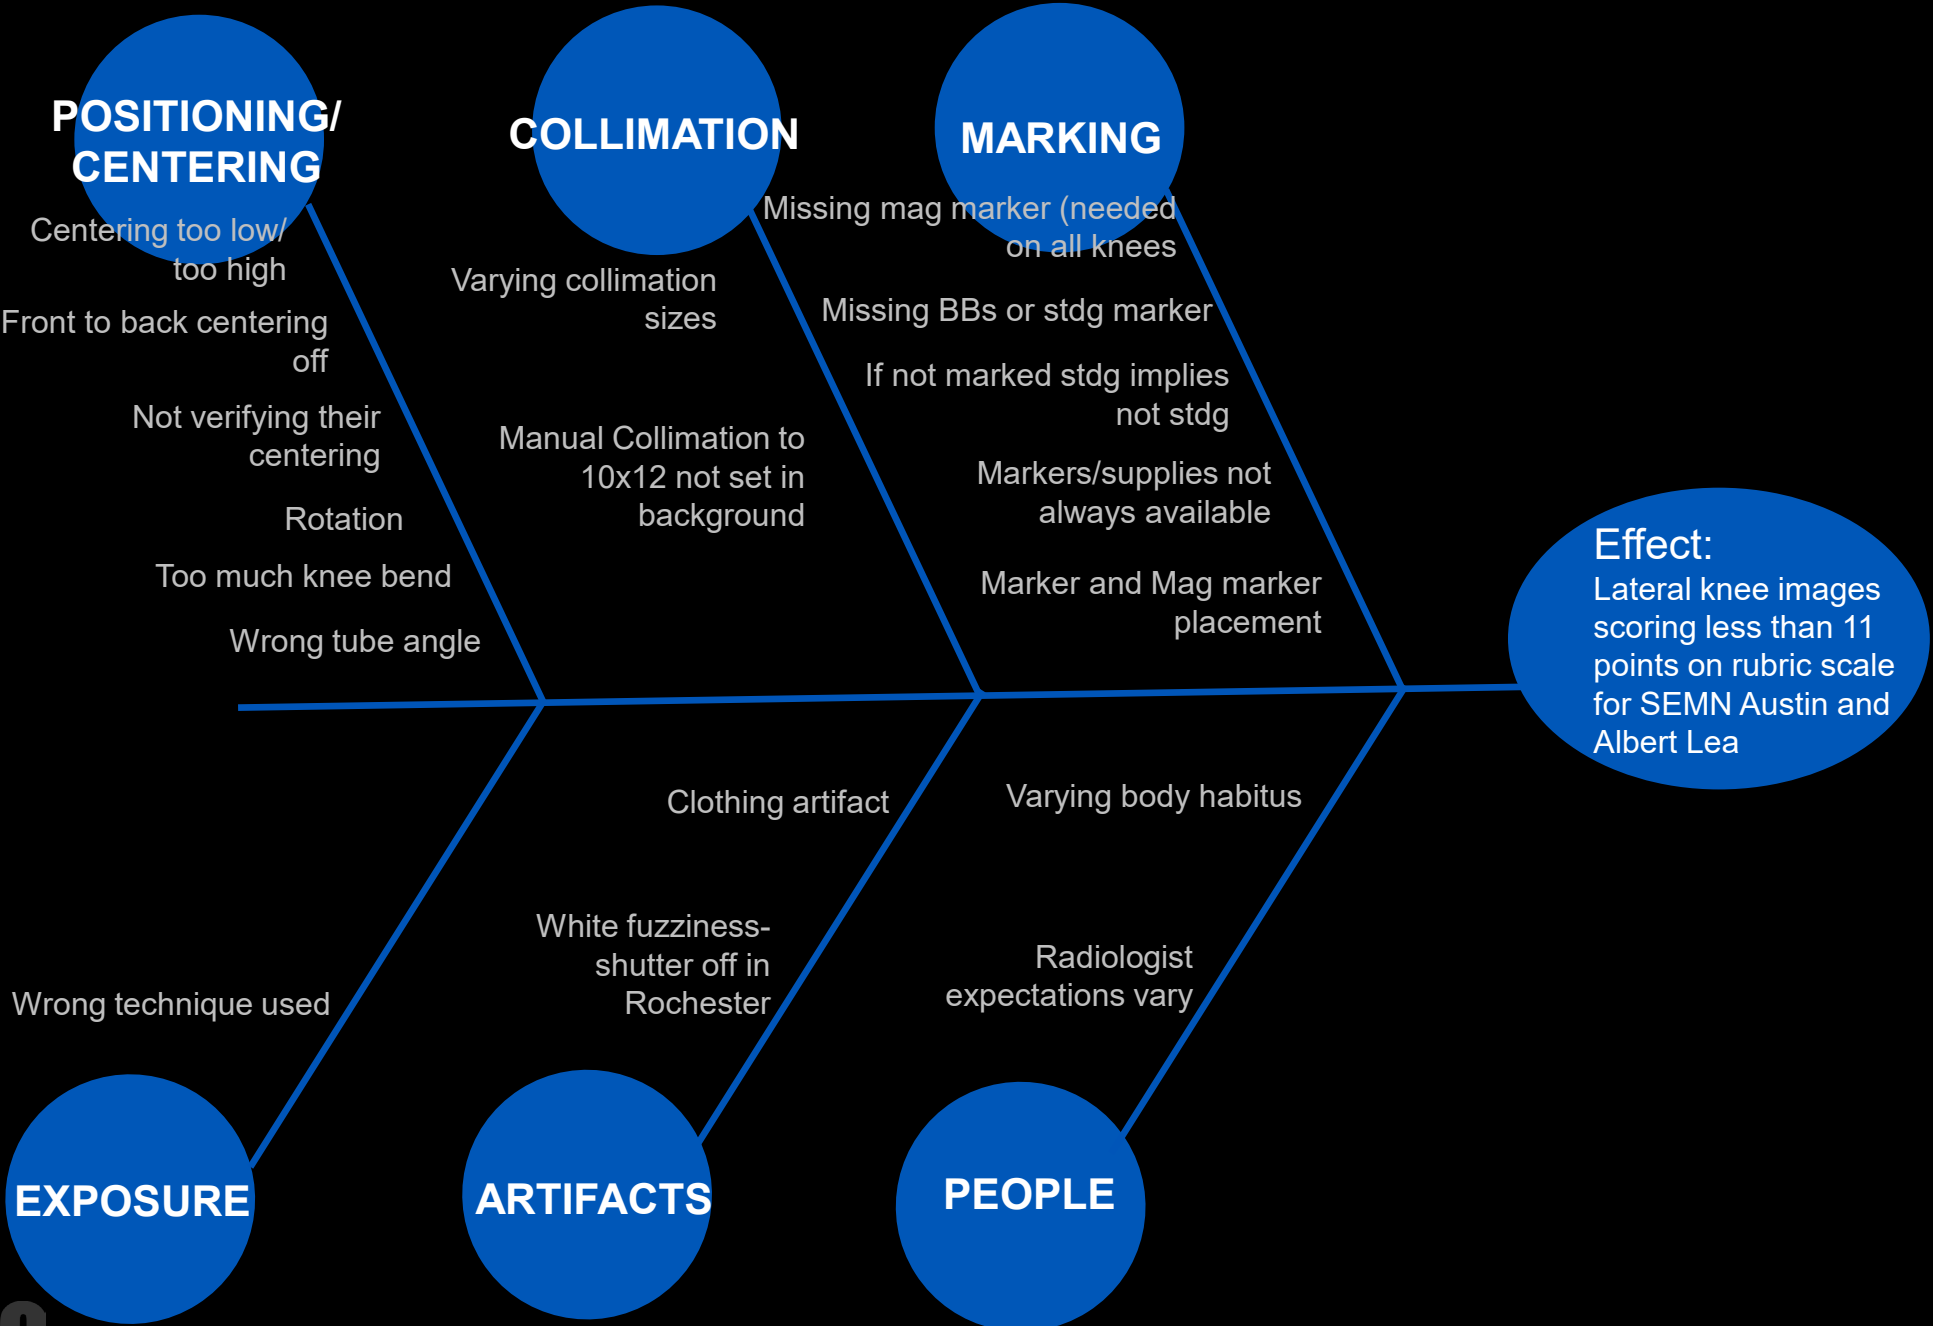 POSITIONING/
CENTERING
Centering too low/
too high
Front to back centering
off
Not verifying their
centering
Rotation
Too much knee bend
Wrong tube angle
COLLIMATION
Varying collimation
sizes
Manual Collimation to
10x12 not set in
background
MARKING
Missing mag marker (needed
on all knees
Missing BBs or stdg marker
If not marked stdg implies
not stdg
Markers/supplies not
always available
Marker and Mag marker
placement
Effect:
Lateral knee images
scoring less than 11
points on rubric scale
for SEMN Austin and
Albert Lea
Wrong technique used
EXPOSURE
Clothing artifact
White fuzziness-
shutter off in
Rochester
ARTIFACTS
Varying body habitus
Radiologist
expectations vary
PEOPLE